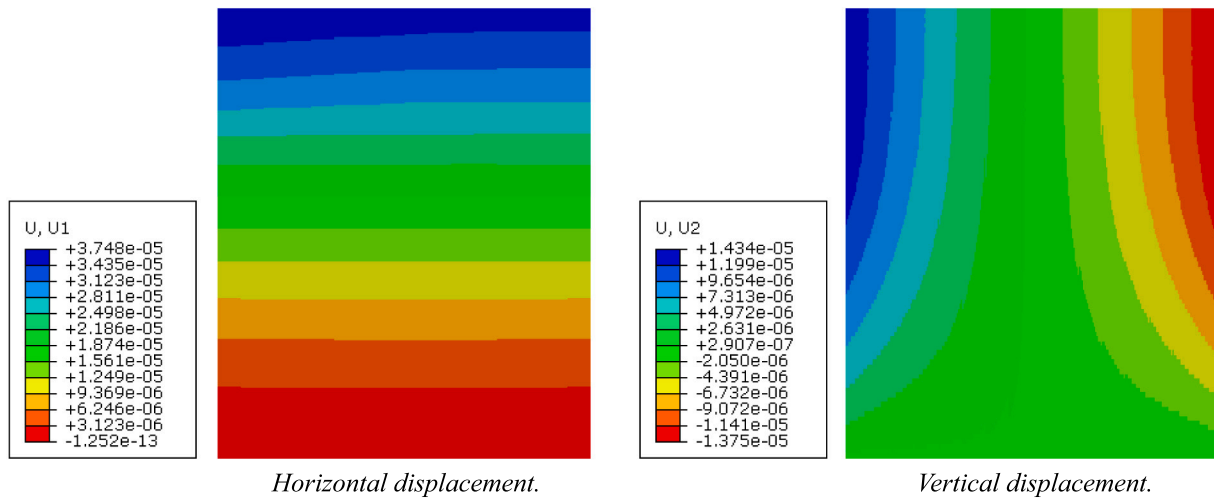 U, U1
+3.748e-05
+3.435e-05
+3.123e-05
+2.811e-05
+2.498e-05
+2.186e-05
+1.874e-05
+1.561e-05
+1.249e-05
+9.369e-06
+6.246e-06
+3.123e-06
-1.252e-13
Horizontal displacement.
U, U2
+1.434e-05
+1.199e-05
+9.654e-06
+7.313e-06
+4.972e-06
+2.631e-06
+2.907e-07
-2.050e-06
-4.391e-06
-6.732e-06
-9.072e-06
-1.141e-05
-1.375e-05
Vertical displacement.